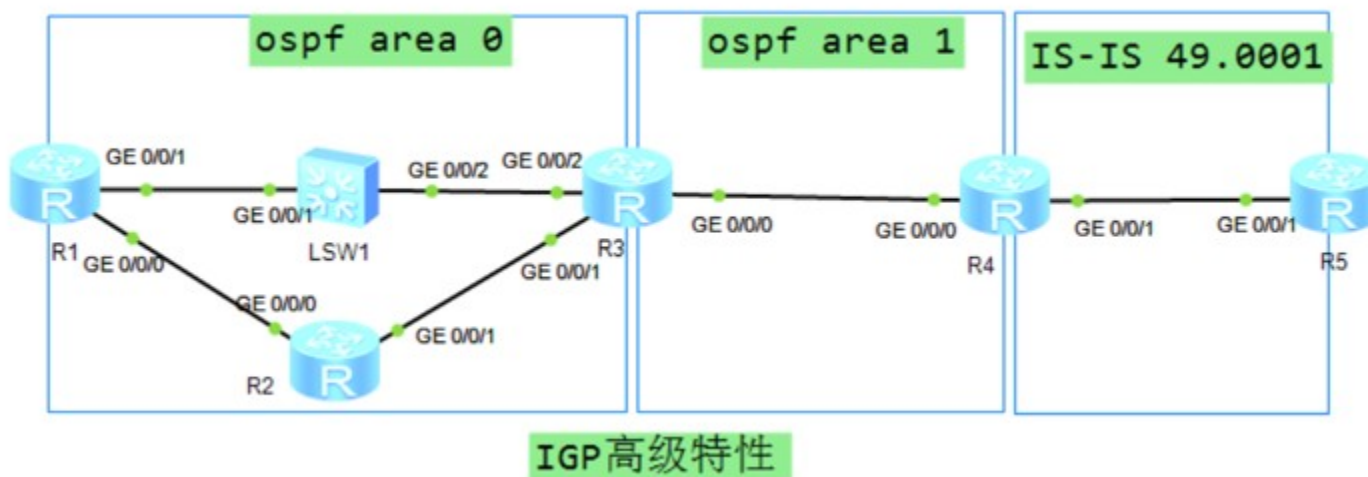 ospf area 0
ospf area 1
IS-IS 49.0001
GE 0/0/1
GE 0/0/1
GE 0/0/2
GE 0/0/2
GE 0/0/0
GE 0/0/0
GE 0/0/1
GE 0/0/1
R
R
R
R
R1
LSW1
R3
R4
R5
GE 0/0/0
GE 0/0/1
GE 0/0/0
GE 0/0/1
R2
R
IGP高级特性